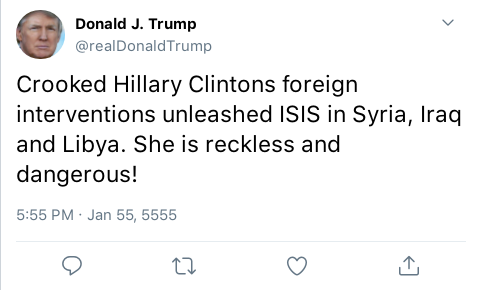 Donald J. Trump
@realDonaldTrump
Crooked Hillary Clintons foreign
interventions unleashed ISIS in Syria, Iraq
and Libya. She is reckless and
dangerous!
5:55 PM · Jan 55, 5555